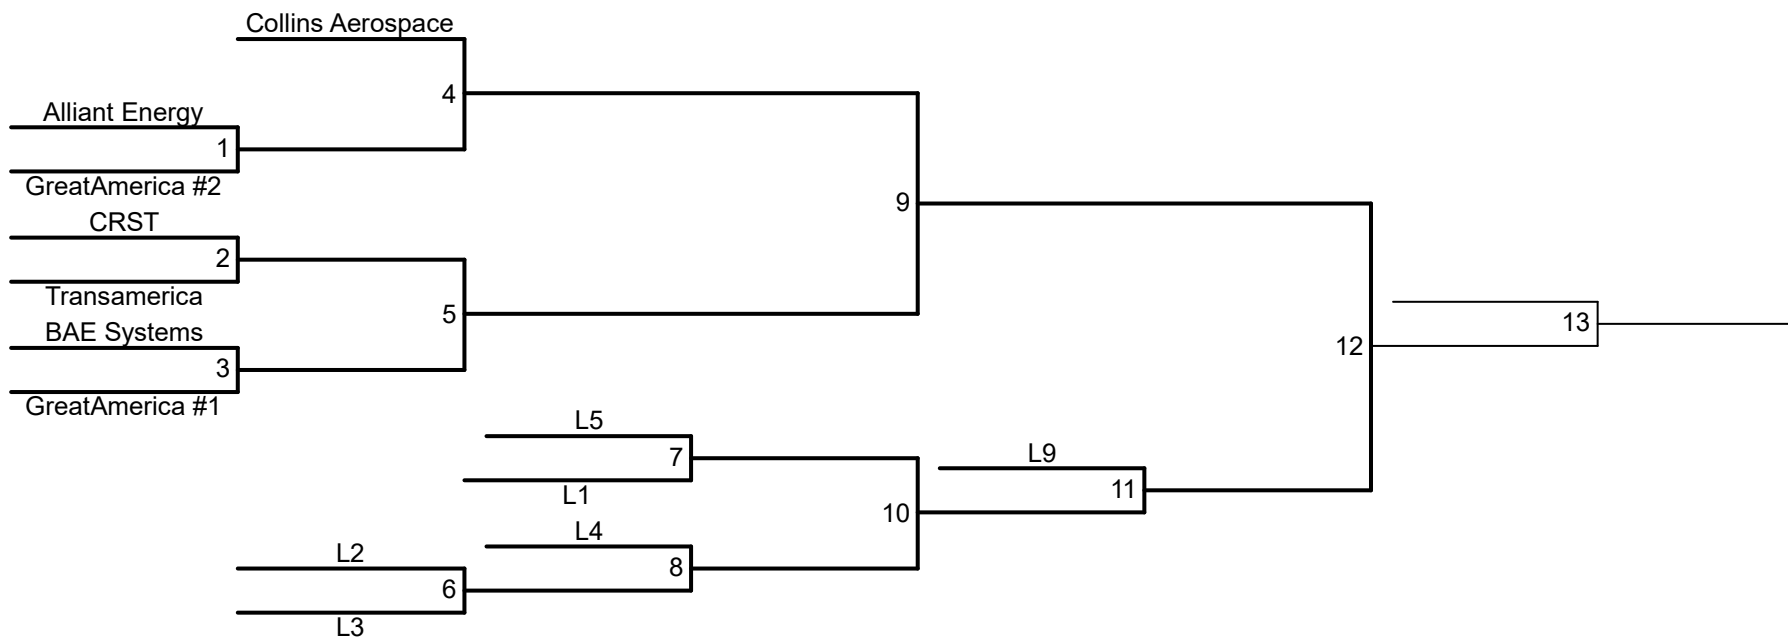 Collins Aerospace
4
Alliant Energy
1
GreatAmerica #2
9
CRST
2
Transamerica
5
13
BAE Systems
12
3
GreatAmerica #1
L5
7
L9
L1
11
10
L4
L2
8
6
L3